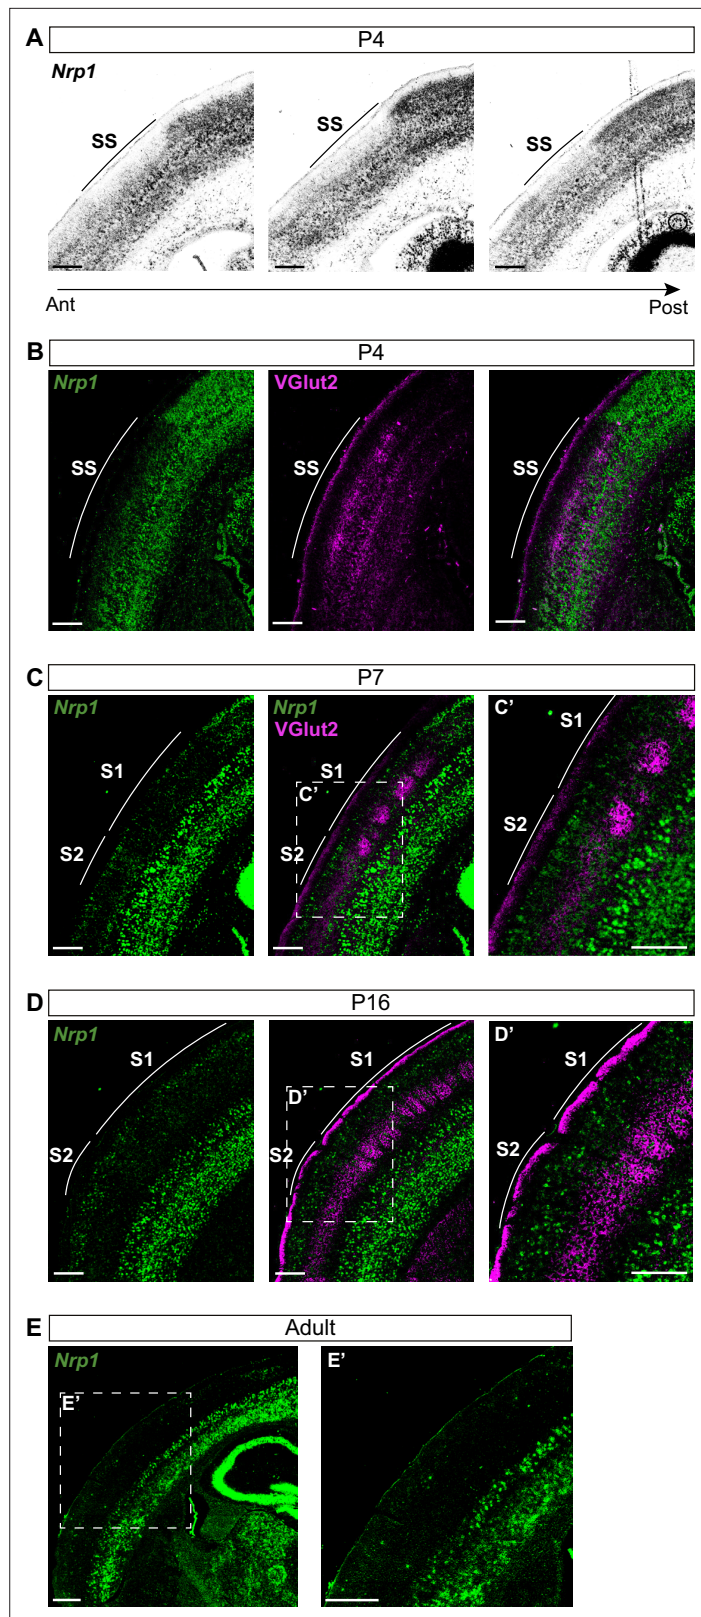 A P4
Nrp1
SS SS SS
Ant Post
B P4
Nrp1 VGlut2
SS SS SS
C P7
Nrp1 Nrp1 C'
VGlut2
S1 S1 S1
C'
S2 S2 S2
D P16
Nrp1 D'
S1 S1 S1
D'
S2 S2 S2
E Adult
Nrp1 E'
E'